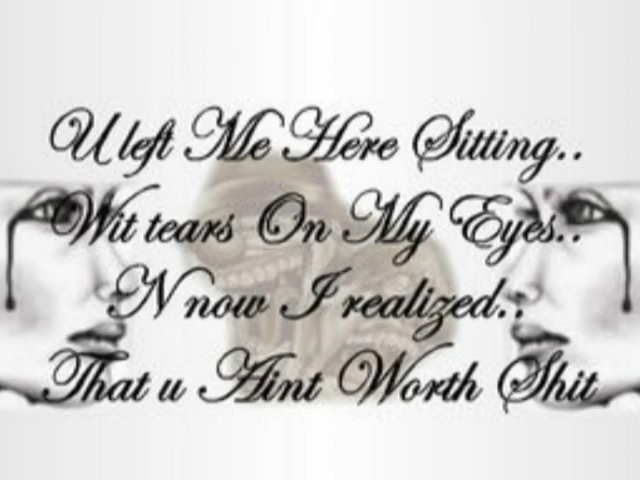 U left Me Here Sitting..
Wit tears On My Eyes..
N now I realized..
That u Aint Worth Shit